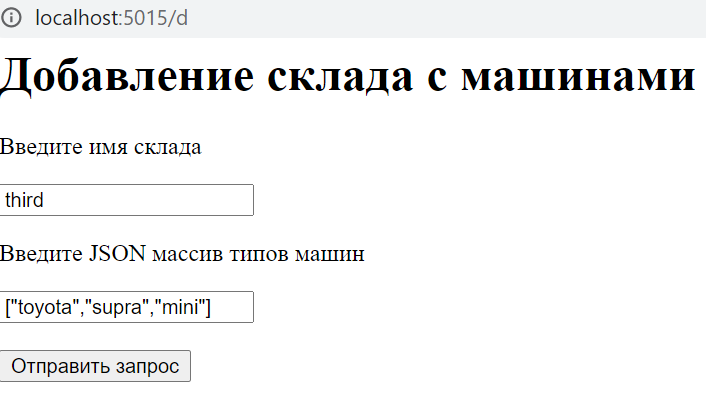 localhost:5015/d
Добавление склада с машинами
Введите имя склада
third
Введите JSON массив типов машин
["toyota","supra","mini"]
Отправить запрос